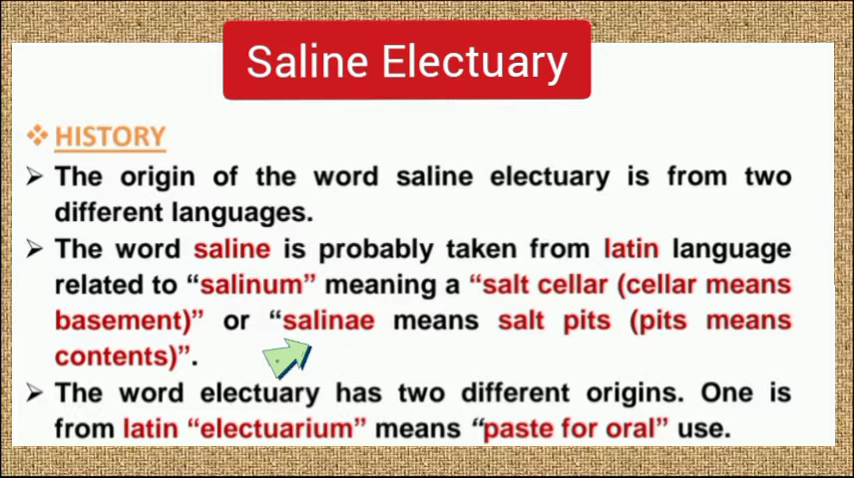 Saline Electuary
❖ HISTORY
➢ The origin of the word saline electuary is from two
different languages.
➢ The word saline is probably taken from latin language
related to “salinum” meaning a “salt cellar (cellar means
basement)” or “salinae means salt pits (pits means
contents)”.
➢ The word electuary has two different origins. One is
from latin “electuarium” means “paste for oral” use.